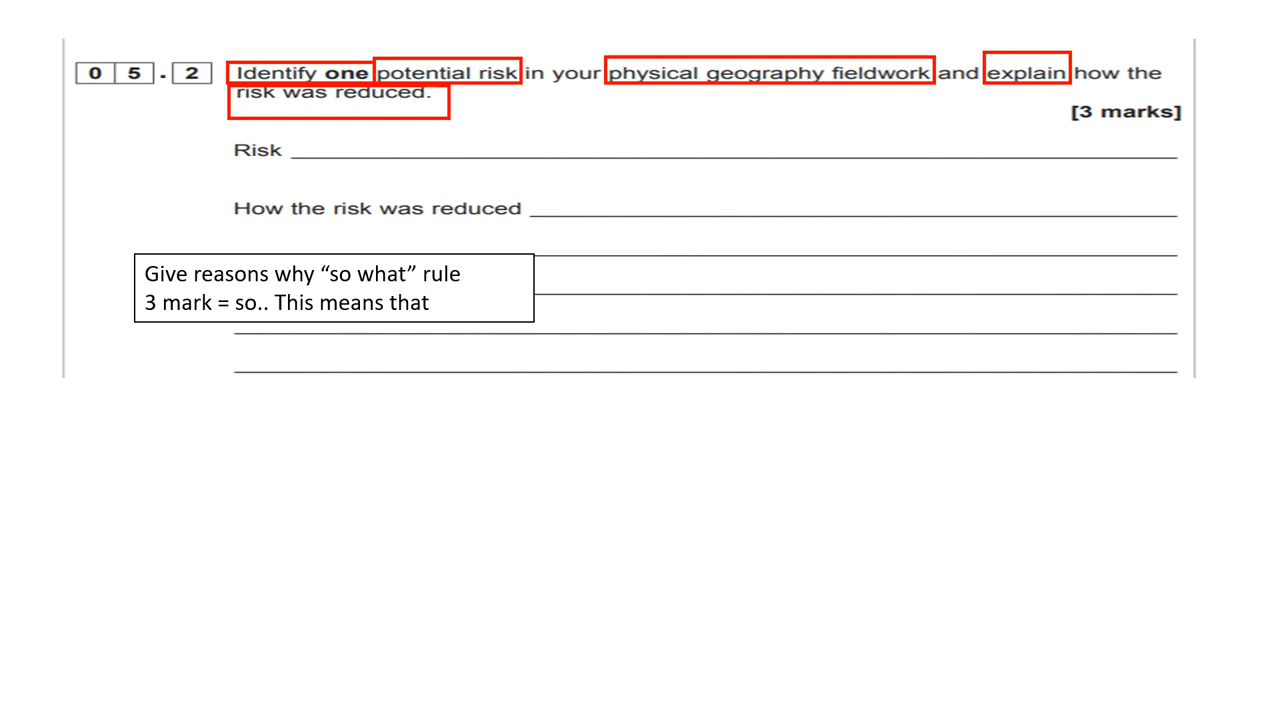 0 5 . 2 Identify one potential risk in your physical geography fieldwork and explain how the
risk was reduced.
[3 marks]
Risk
How the risk was reduced
Give reasons why “so what” rule
3 mark = so.. This means that